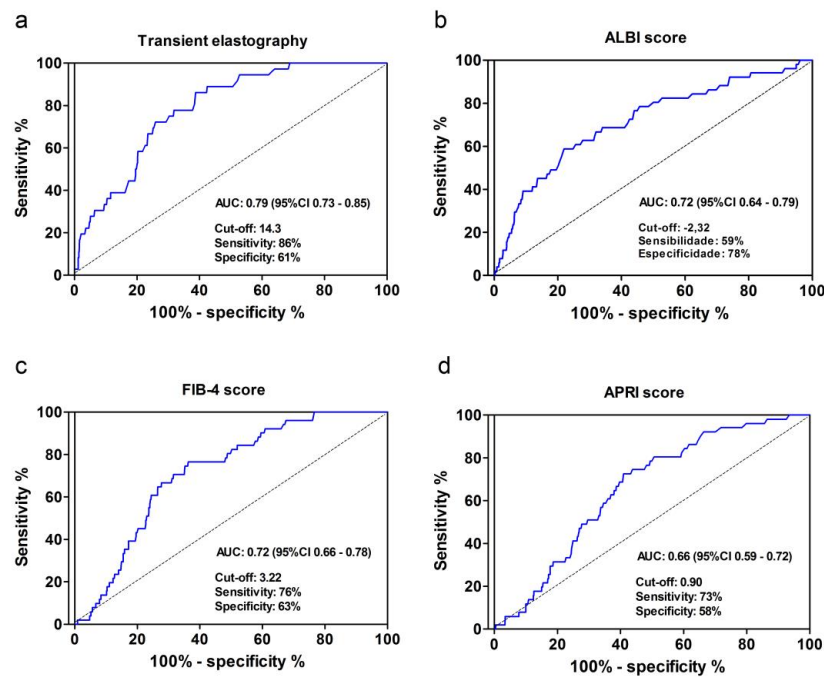 a
Transient elastography
100
80
60
40
20
0
Sensitivity %
AUC: 0.79 (95%CI 0.73 - 0.85)
Cut-off: 14.3
Sensitivity: 86%
Specificity: 61%
0 20 40 60 80 100
100% - specificity %
b
ALBI score
100
80
60
40
20
0
Sensitivity %
AUC: 0.72 (95%CI 0.64 - 0.79)
Cut-off: -2,32
Sensibilidade: 59%
Especificidade: 78%
0 20 40 60 80 100
100% - specificity %
c
FIB-4 score
100
80
60
40
20
0
Sensitivity %
AUC: 0.72 (95%CI 0.66 - 0.78)
Cut-off: 3.22
Sensitivity: 76%
Specificity: 63%
0 20 40 60 80 100
100% - specificity %
d
APRI score
100
80
60
40
20
0
Sensitivity %
AUC: 0.66 (95%CI 0.59 - 0.72)
Cut-off: 0.90
Sensitivity: 73%
Specificity: 58%
0 20 40 60 80 100
100% - specificity %